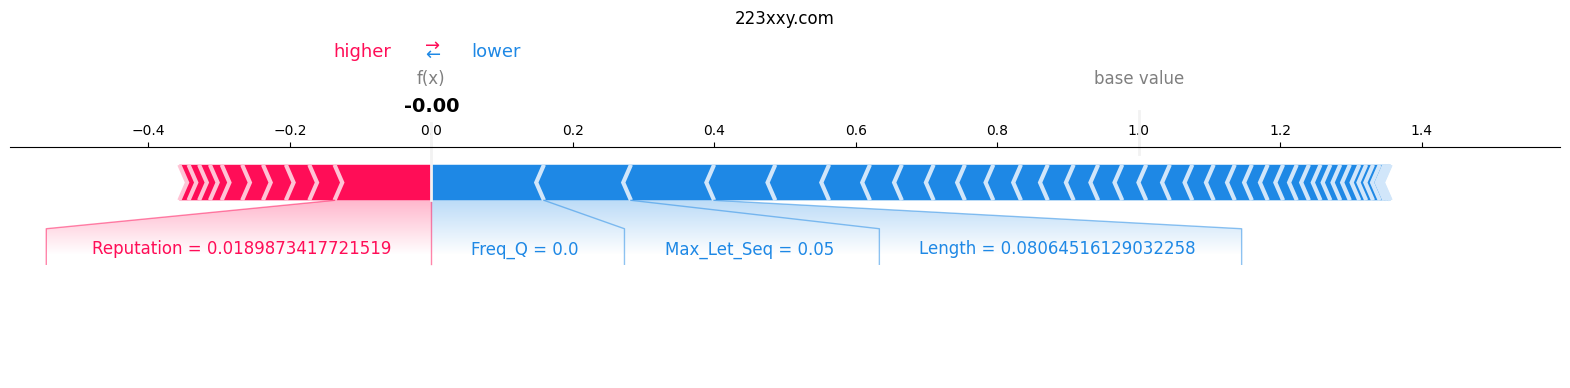 223xxy.com
higher ⇄ lower
f(x) base value
-0.00
−0.4 −0.2 0.0 0.2 0.4 0.6 0.8 1.0 1.2 1.4
Reputation = 0.0189873417721519 Freq_Q = 0.0 Max_Let_Seq = 0.05 Length = 0.08064516129032258